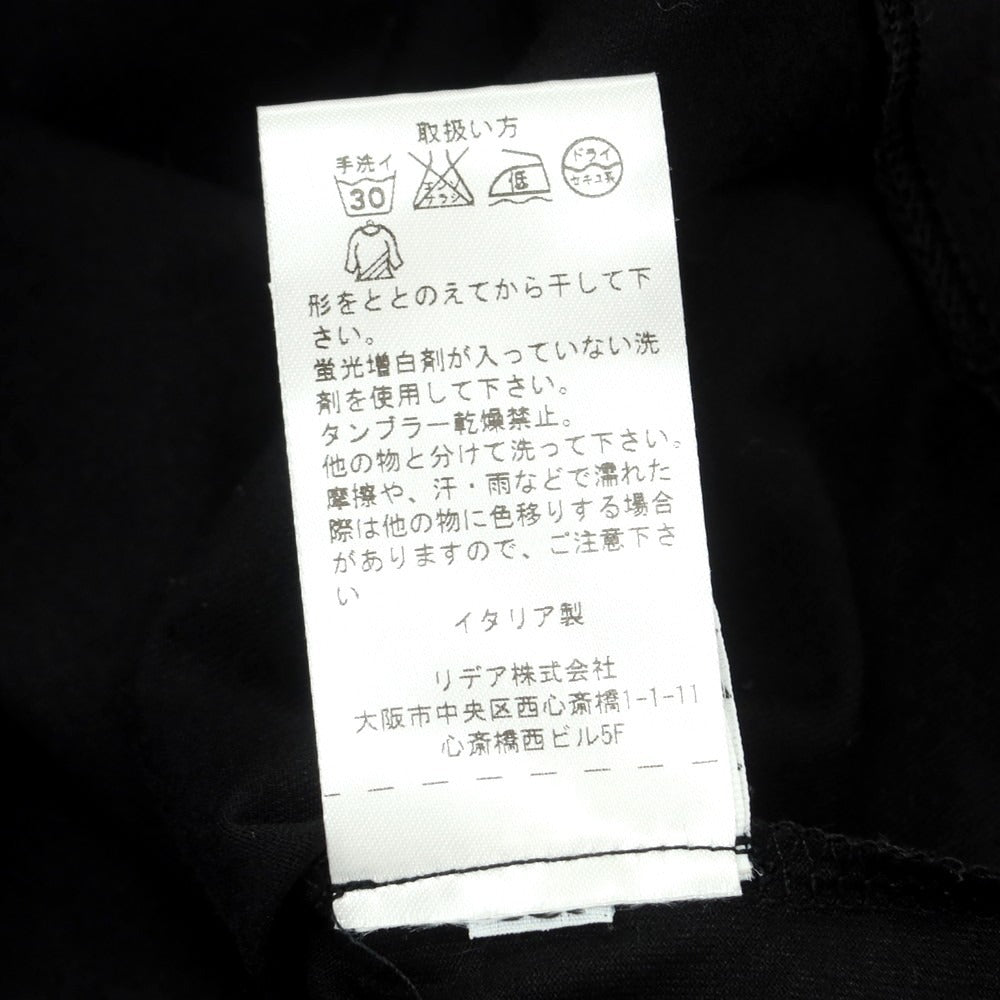 取扱い方
手洗イ
30
エンソ
サラシ
低
ドライ
セキユ系
形をととのえてから干して下
さい。
蛍光増白剤が入っていない洗
剤を使用して下さい。
タンブラー乾燥禁止。
他の物と分けて洗って下さい。
摩擦や、汗・雨などで濡れた
際は他の物に色移りする場合
がありますので、ご注意下さ
い
イタリア製
リデア株式会社
大阪市中央区西心斎橋1-1-11
心斎橋西ビル5F